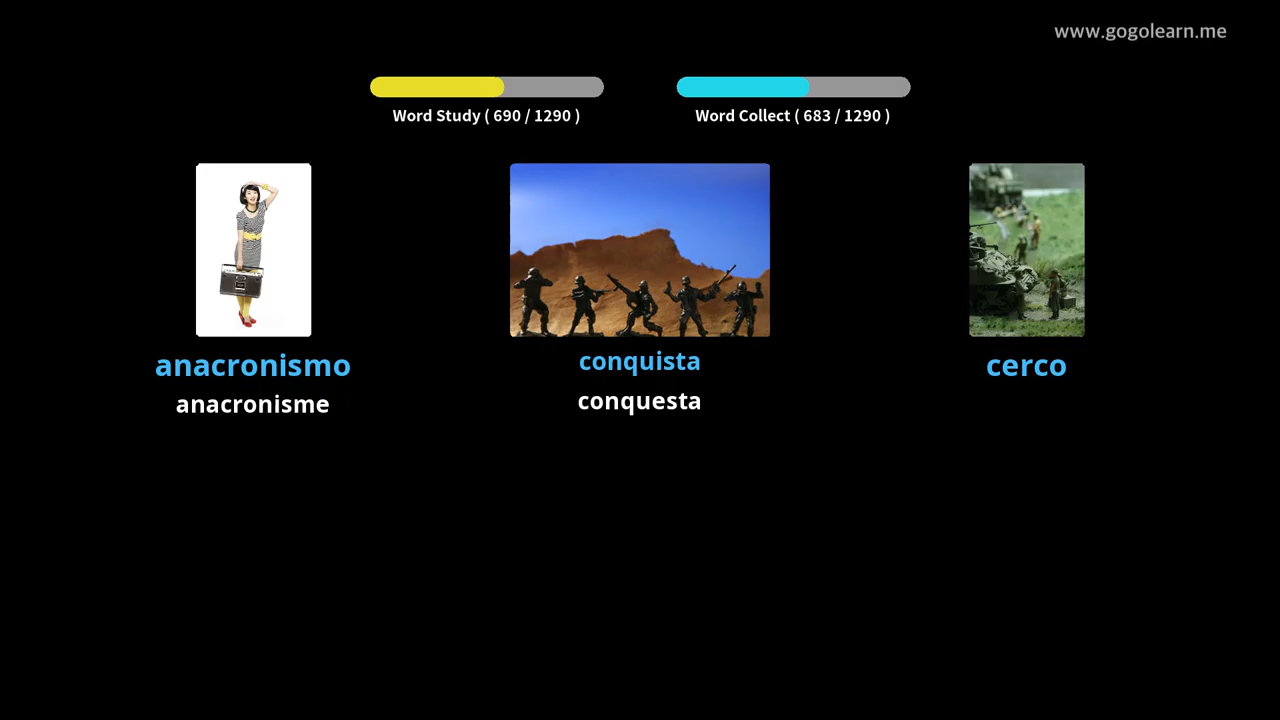 www.gogolearn.me
Word Study ( 690 / 1290 )
Word Collect ( 683 / 1290 )
anacronismo
anacronisme
conquista
conquesta
cerco